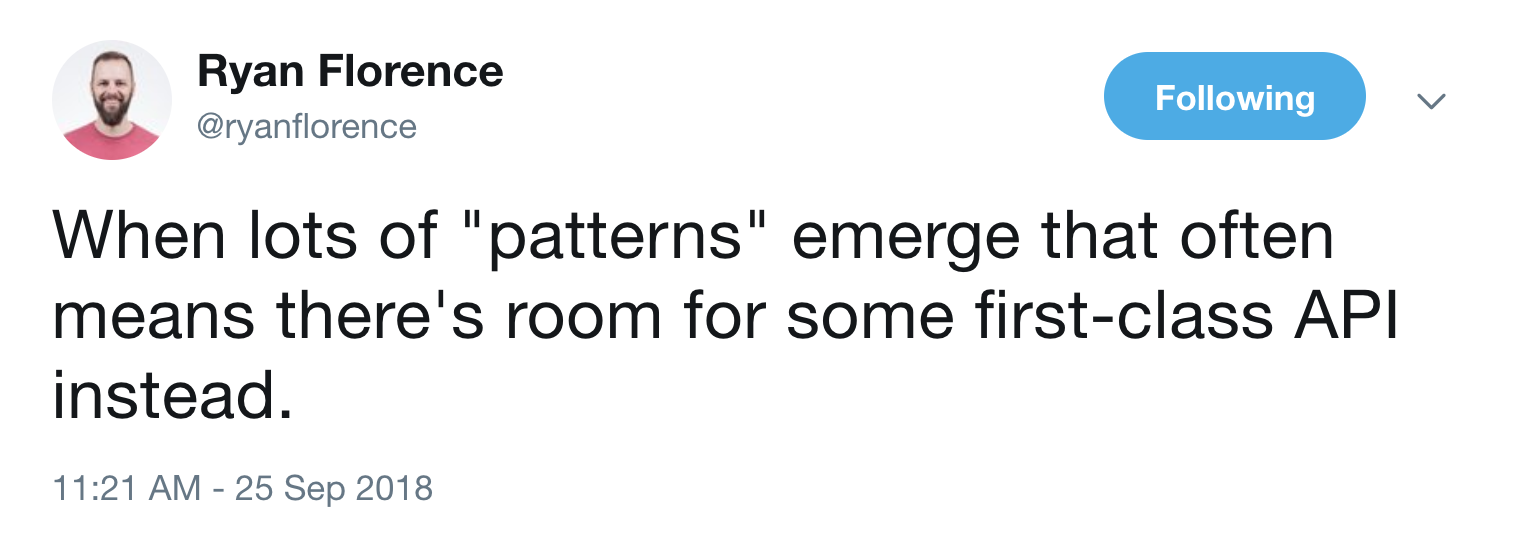 Ryan Florence
@ryanflorence
Following
When lots of "patterns" emerge that often
means there's room for some first-class API
instead.
11:21 AM - 25 Sep 2018